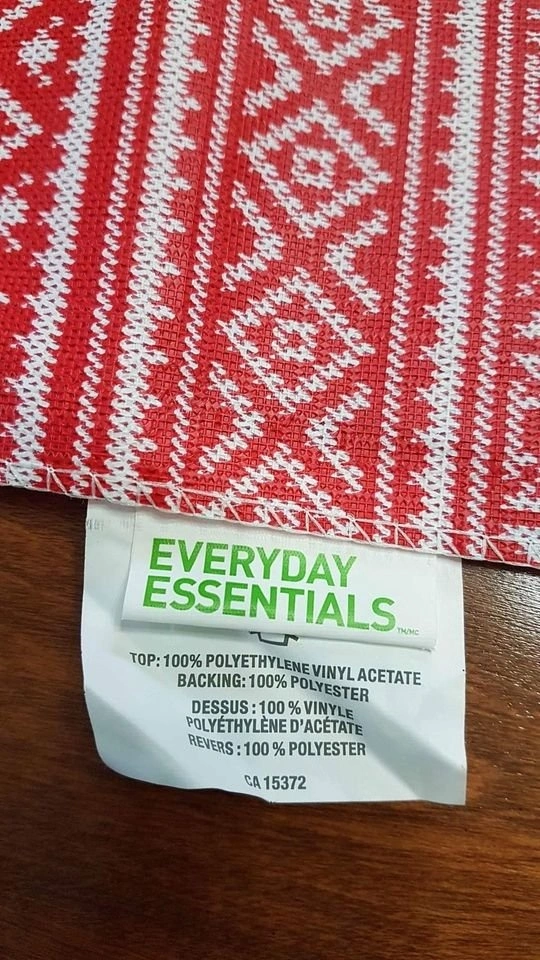 EVERYDAY
ESSENTIALS TM/MC
TOP: 100% POLYETHYLENE VINYL ACETATE
BACKING: 100% POLYESTER
DESSUS : 100 % VINYLE
POLYÉTHYLÈNE D'ACÉTATE
REVERS : 100 % POLYESTER
CA 15372